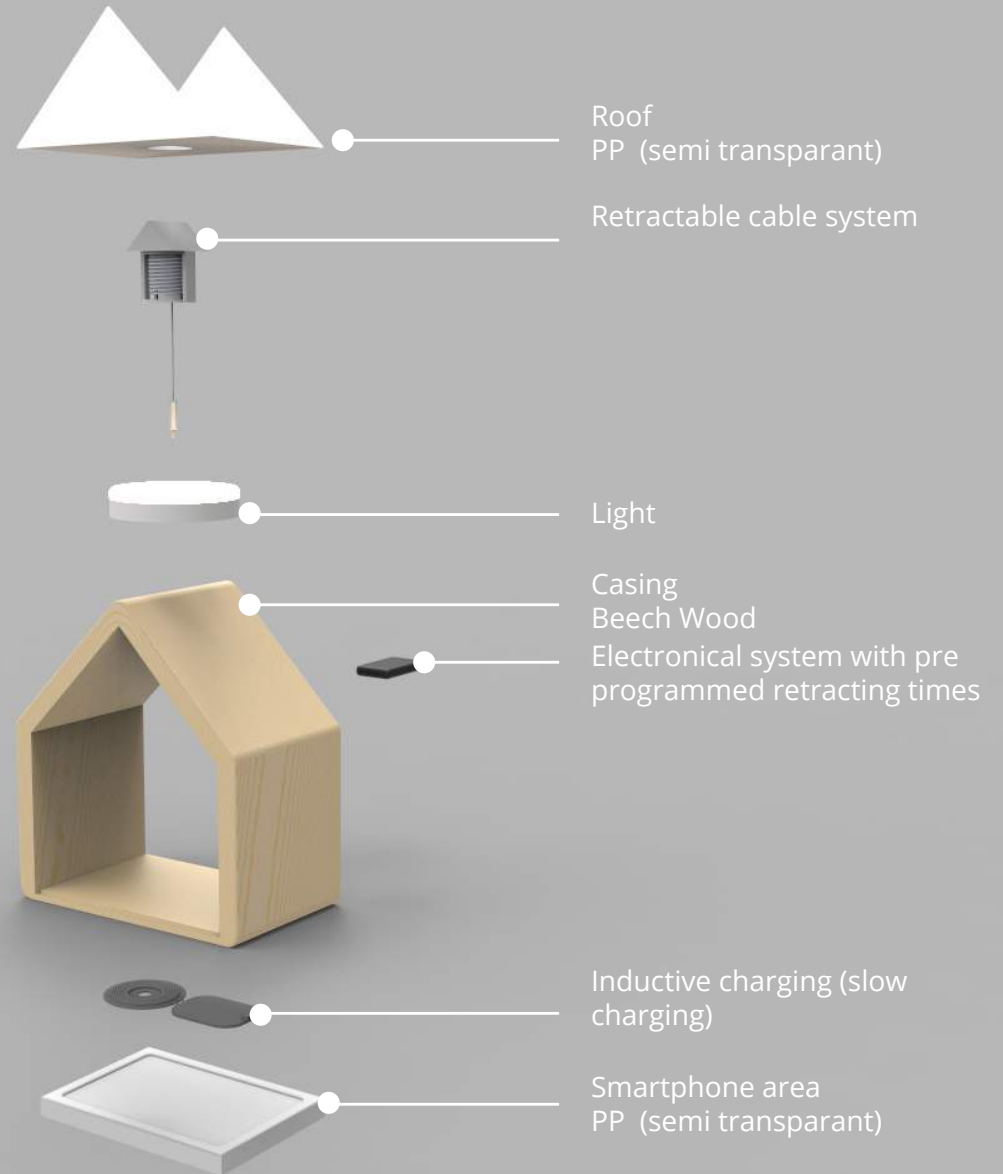 Roof
PP (semi transparant)
Retractable cable system
Light
Casing
Beech Wood
Electronical system with pre
programmed retracting times
Inductive charging (slow
charging)
Smartphone area
PP (semi transparant)